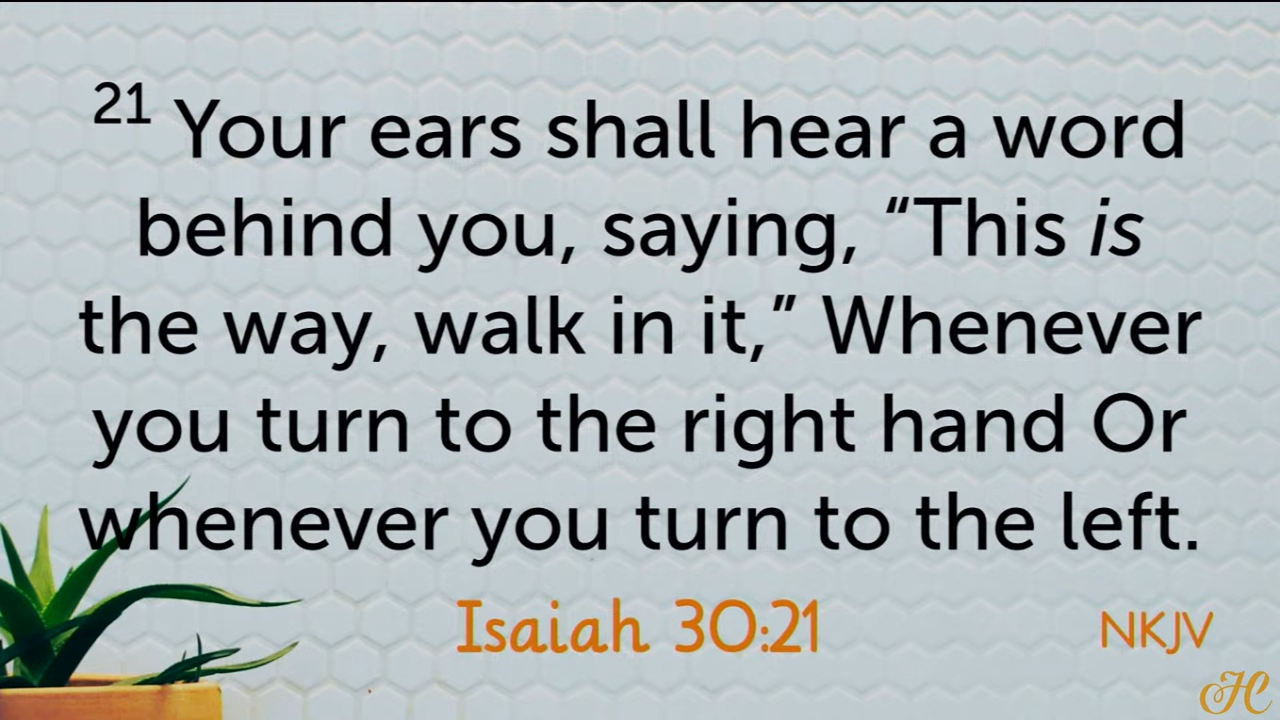 21 Your ears shall hear a word
behind you, saying, “This is
the way, walk in it,” Whenever
you turn to the right hand Or
whenever you turn to the left.
Isaiah 30:21
NKJV
HC